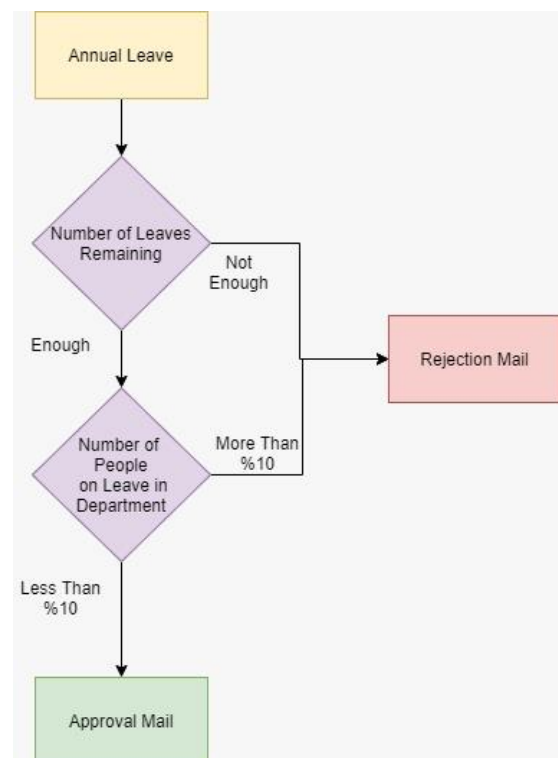 Annual Leave
Number of Leaves
Remaining
Not
Enough
Enough
Rejection Mail
Number of
People
on Leave in
Department
More Than
%10
Less Than
%10
Approval Mail